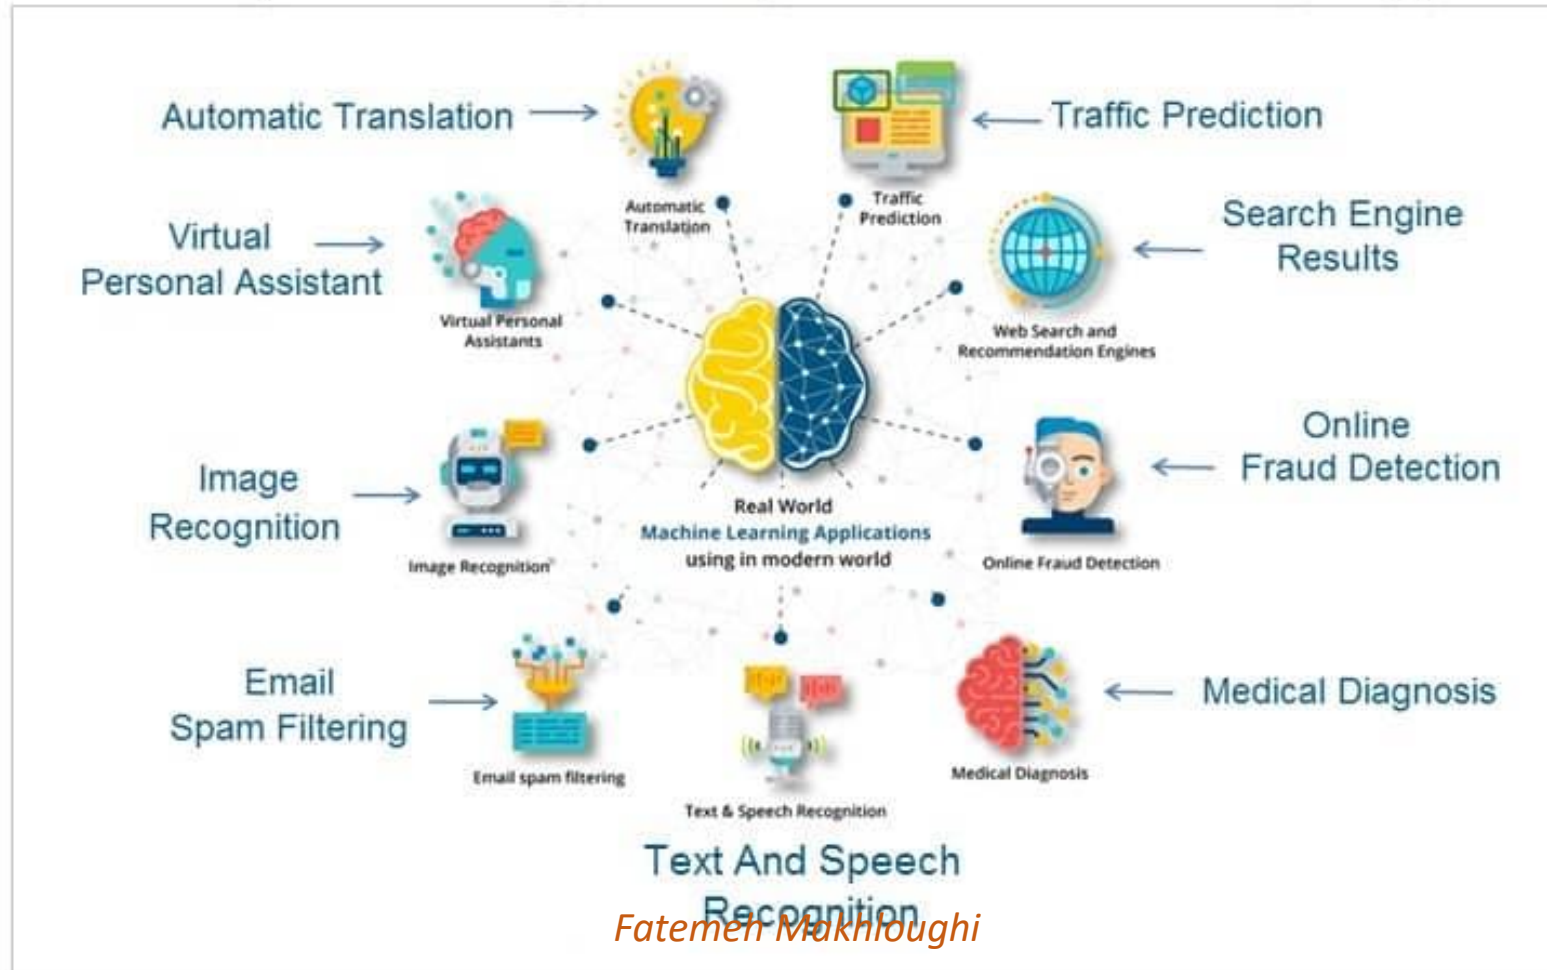 Automatic Translation
Traffic Prediction
Automatic
Translation
Traffic
Prediction
Virtual
Personal Assistant
Search Engine
Results
Virtual Personal
Assistants
Web Search and
Recommendation Engines
Image
Recognition
Online
Fraud Detection
Real World
Machine Learning Applications
using in modern world
Image Recognition
Online Fraud Detection
Email
Spam Filtering
Medical Diagnosis
Email spam filtering
Medical Diagnosis
Text & Speech Recognition
Text And Speech
Recognition
Fatemeh Makhloughi